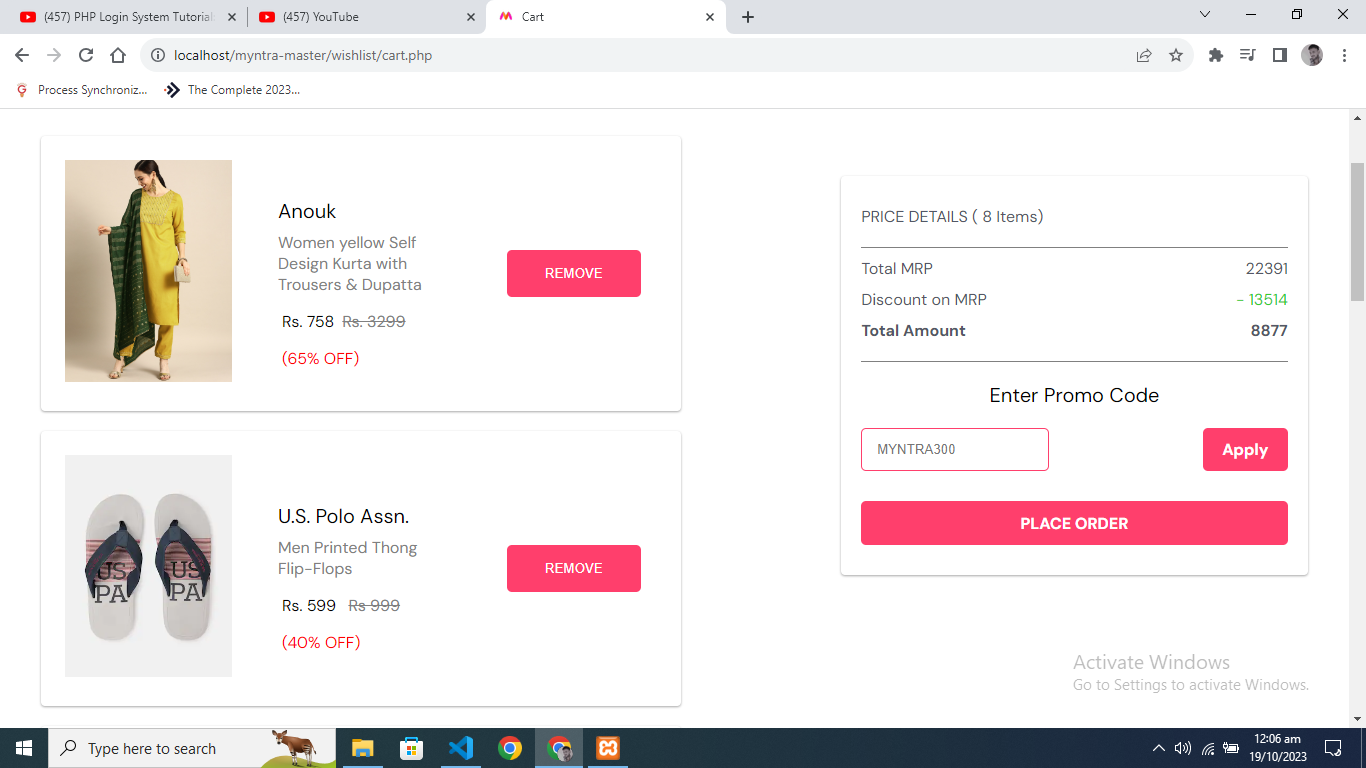 (457) PHP Login System Tutorial
(457) YouTube
Cart
localhost/myntra-master/wishlist/cart.php
Process Synchroniz...
The Complete 2023...
Anouk
Women yellow Self
Design Kurta with
Trousers & Dupatta
Rs. 758 Rs. 3299
(65% OFF)
REMOVE
U.S. Polo Assn.
Men Printed Thong
Flip-Flops
Rs. 599 Rs 999
(40% OFF)
REMOVE
US US
PA PA
PRICE DETAILS ( 8 Items)
Total MRP 22391
Discount on MRP - 13514
Total Amount 8877
Enter Promo Code
MYNTRA300
Apply
PLACE ORDER
Activate Windows
Go to Settings to activate Windows.
Type here to search
12:06 am
19/10/2023